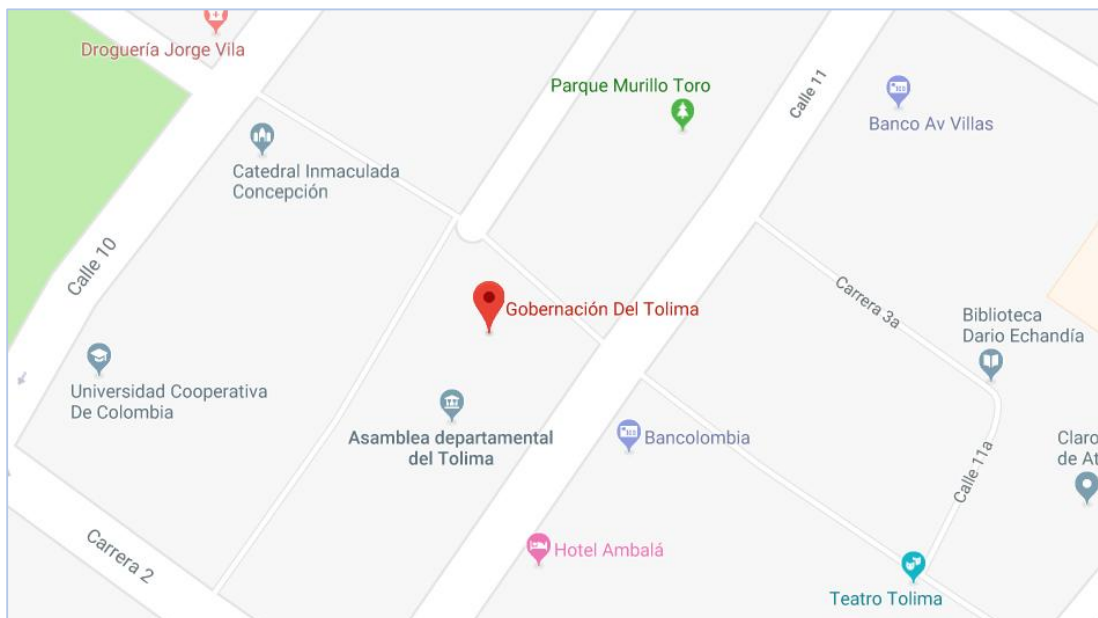 Droguería Jorge Vila
Parque Murillo Toro
Calle 11
Banco Av Villas
Catedral Inmaculada
Concepción
Calle 10
Gobernación Del Tolima
Carrera 3a
Biblioteca
Dario Echandía
Universidad Cooperativa
De Colombia
Asamblea departamental
del Tolima
Bancolombia
Claro
de At
Calle 11a
Carrera 2
Hotel Ambalá
Teatro Tolima